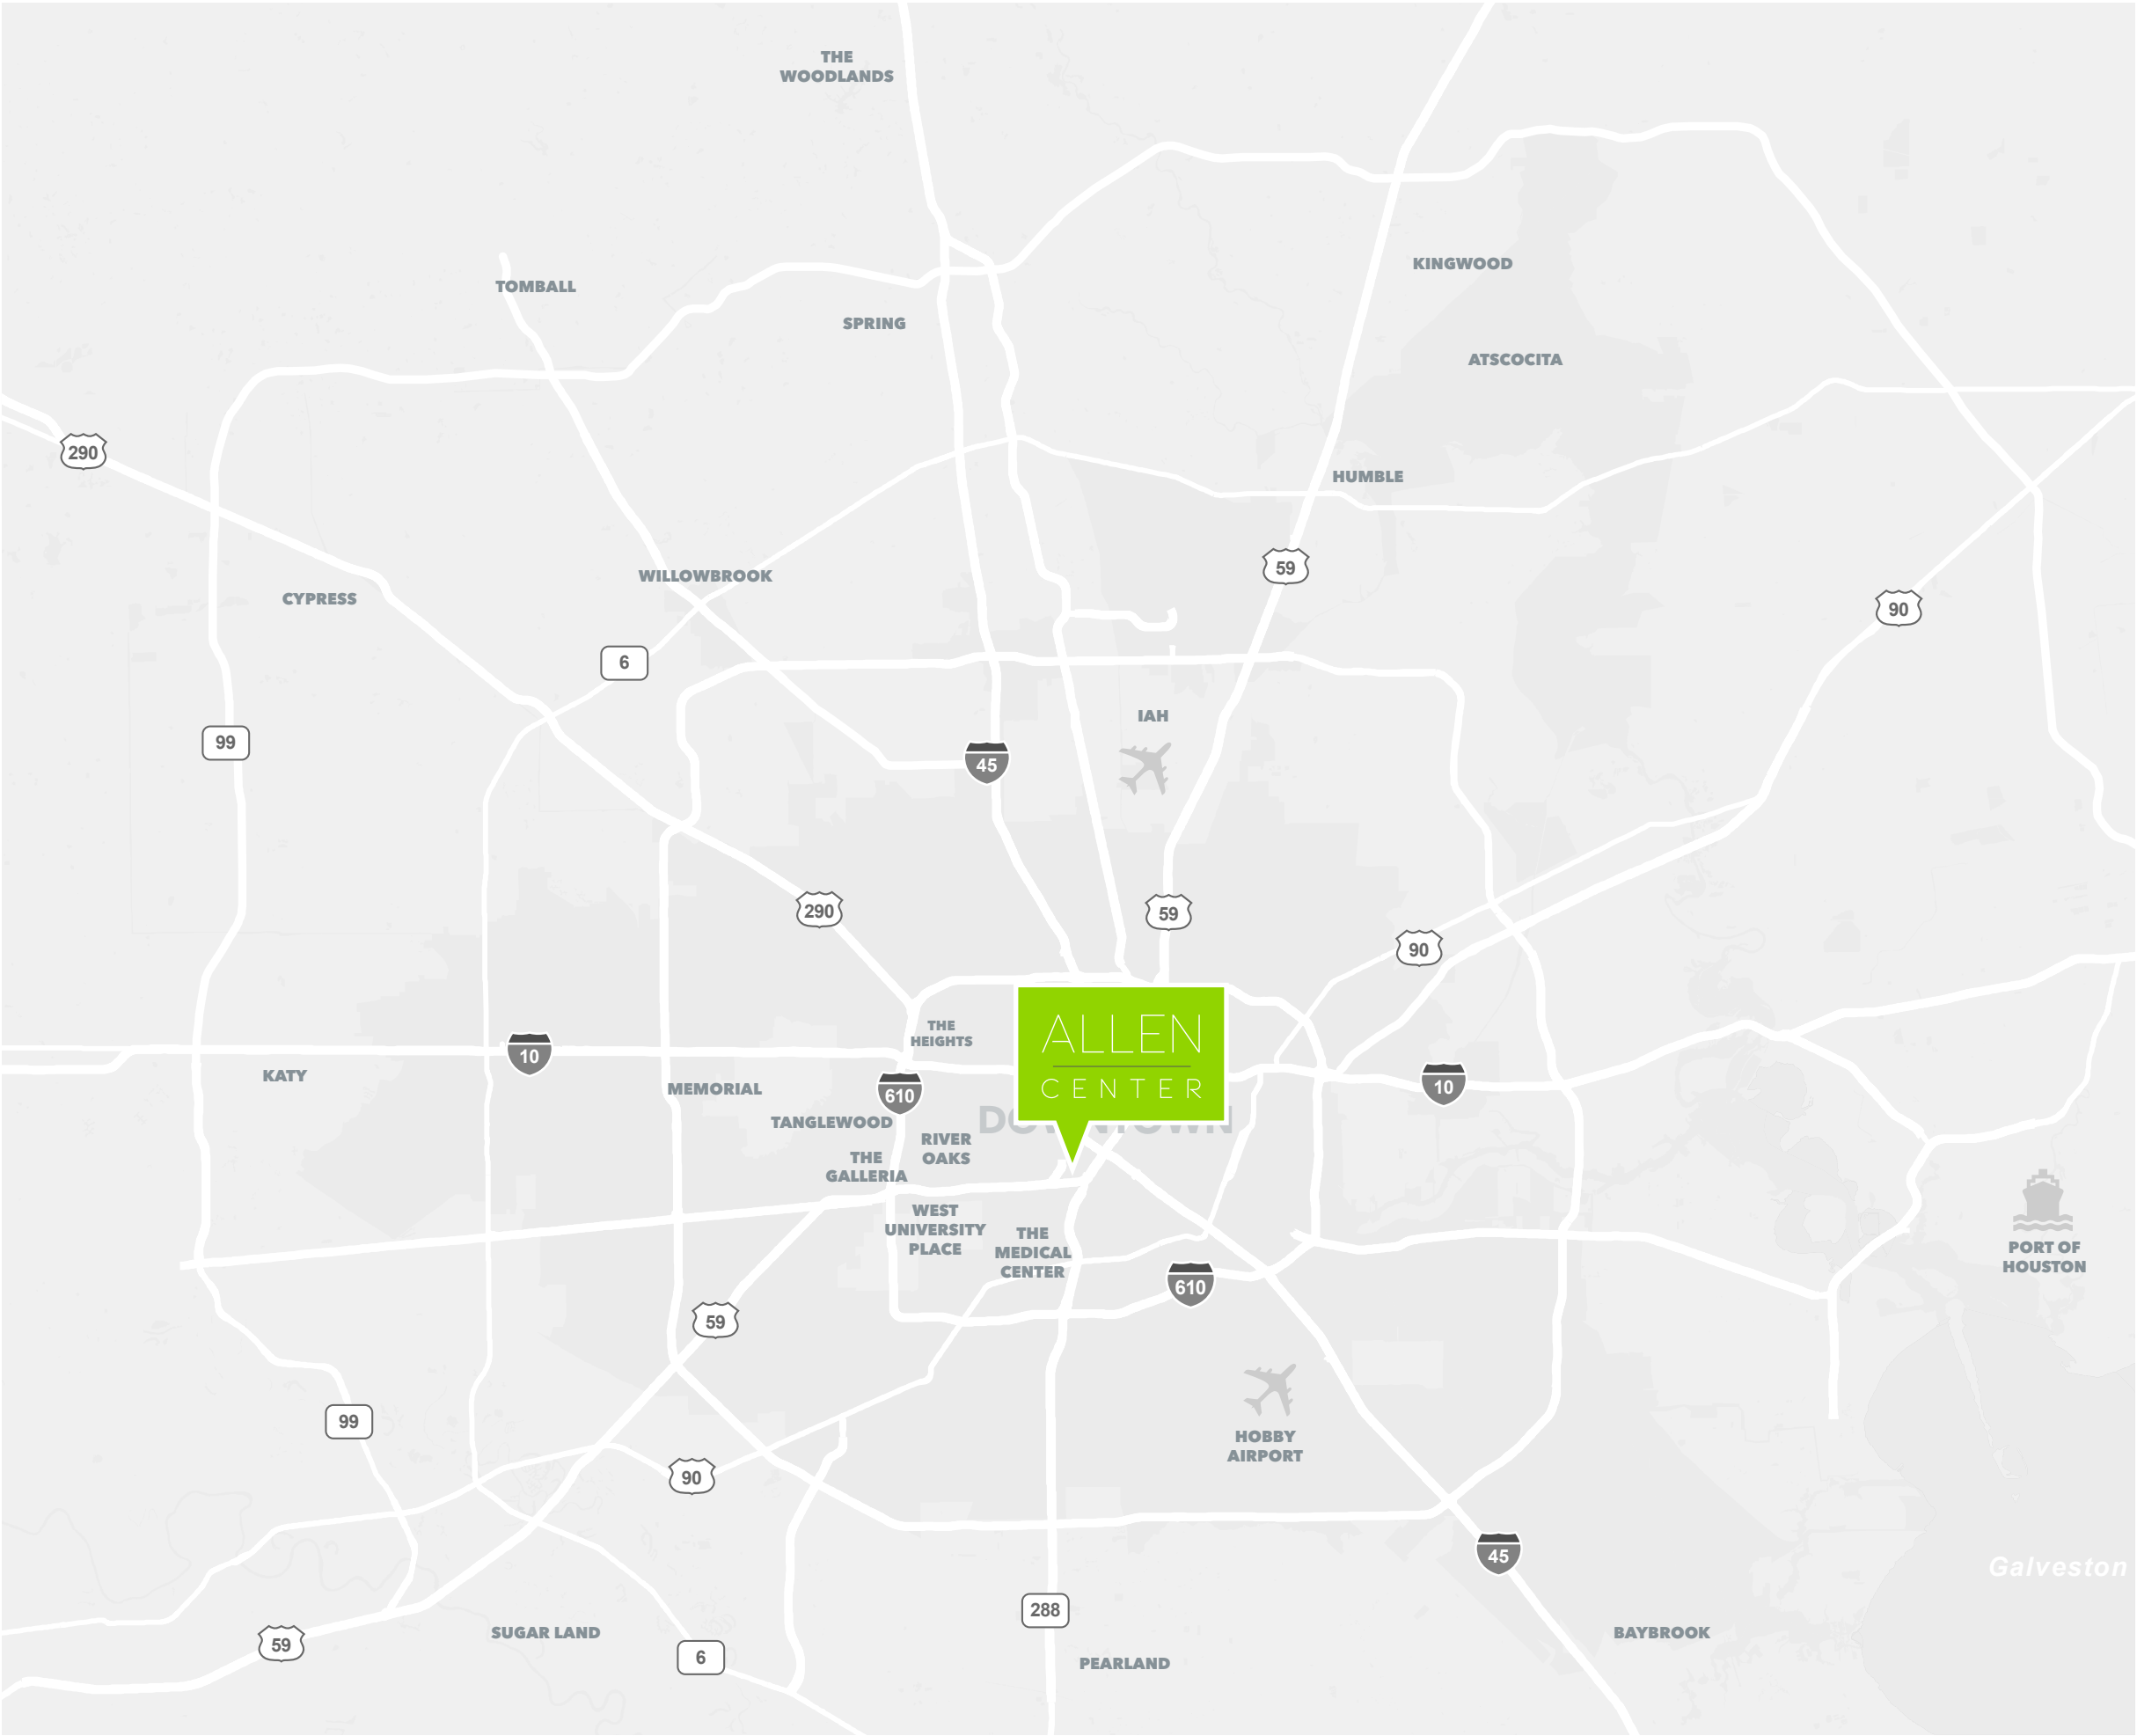 THE
WOODLANDS
KINGWOOD
TOMBALL
SPRING
ATSCOCITA
290
HUMBLE
59
WILLOWBROOK
CYPRESS
90
6
IAH
99
45
290
59
90
THE
HEIGHTS
ALLEN
CENTER
10
KATY
MEMORIAL
610
10
TANGLEWOOD
DOWNTOWN
RIVER
OAKS
THE
GALLERIA
WEST
UNIVERSITY
PLACE
THE
MEDICAL
CENTER
PORT OF
HOUSTON
610
59
99
HOBBY
AIRPORT
90
45
Galveston
288
SUGAR LAND
59
6
BAYBROOK
PEARLAND